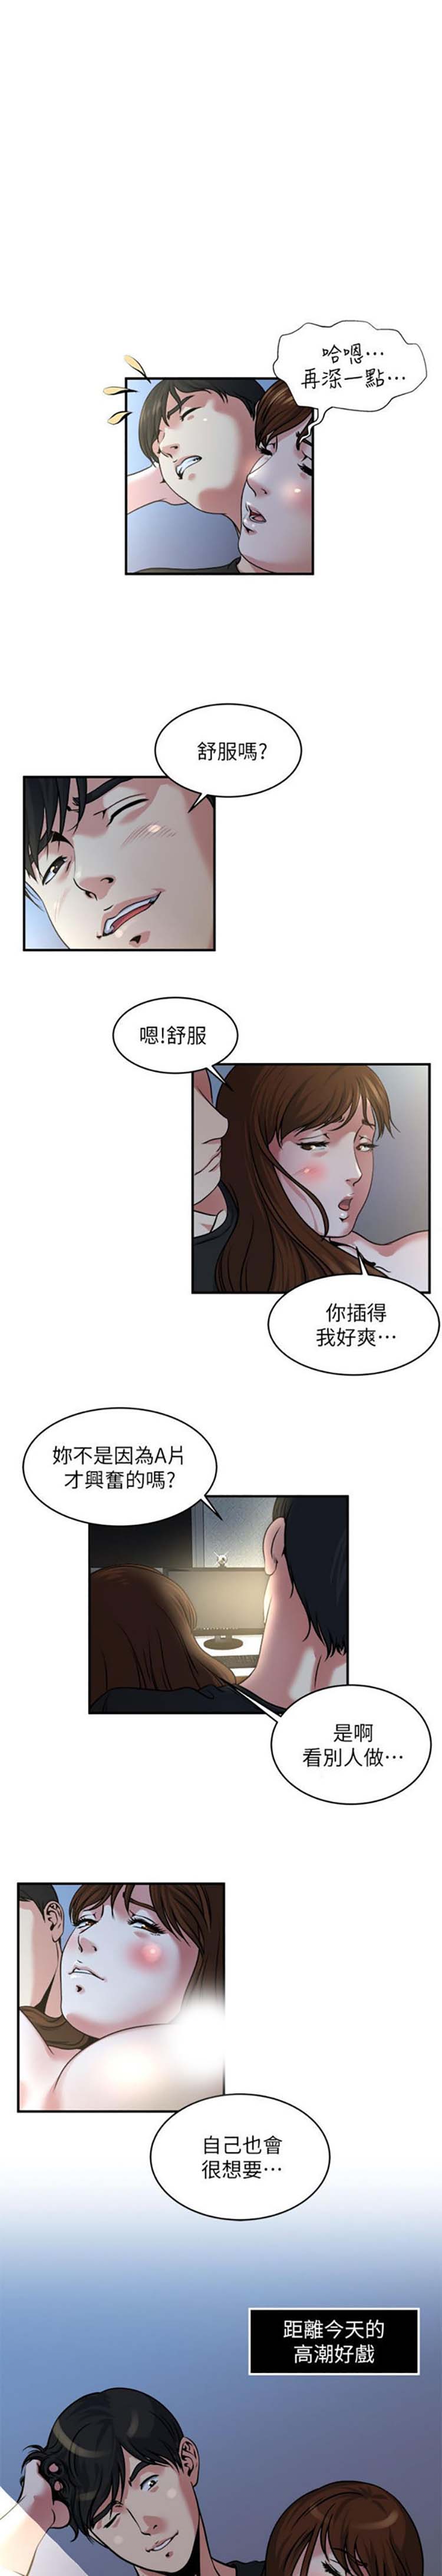 哈嗯⋯
再深一點⋯
舒服嗎?
嗯!舒服
你插得
我好爽⋯
妳不是因為A片
才興奮的嗎?
是啊
看別人做⋯
自己也會
很想要⋯
距離今天的
高潮好戲